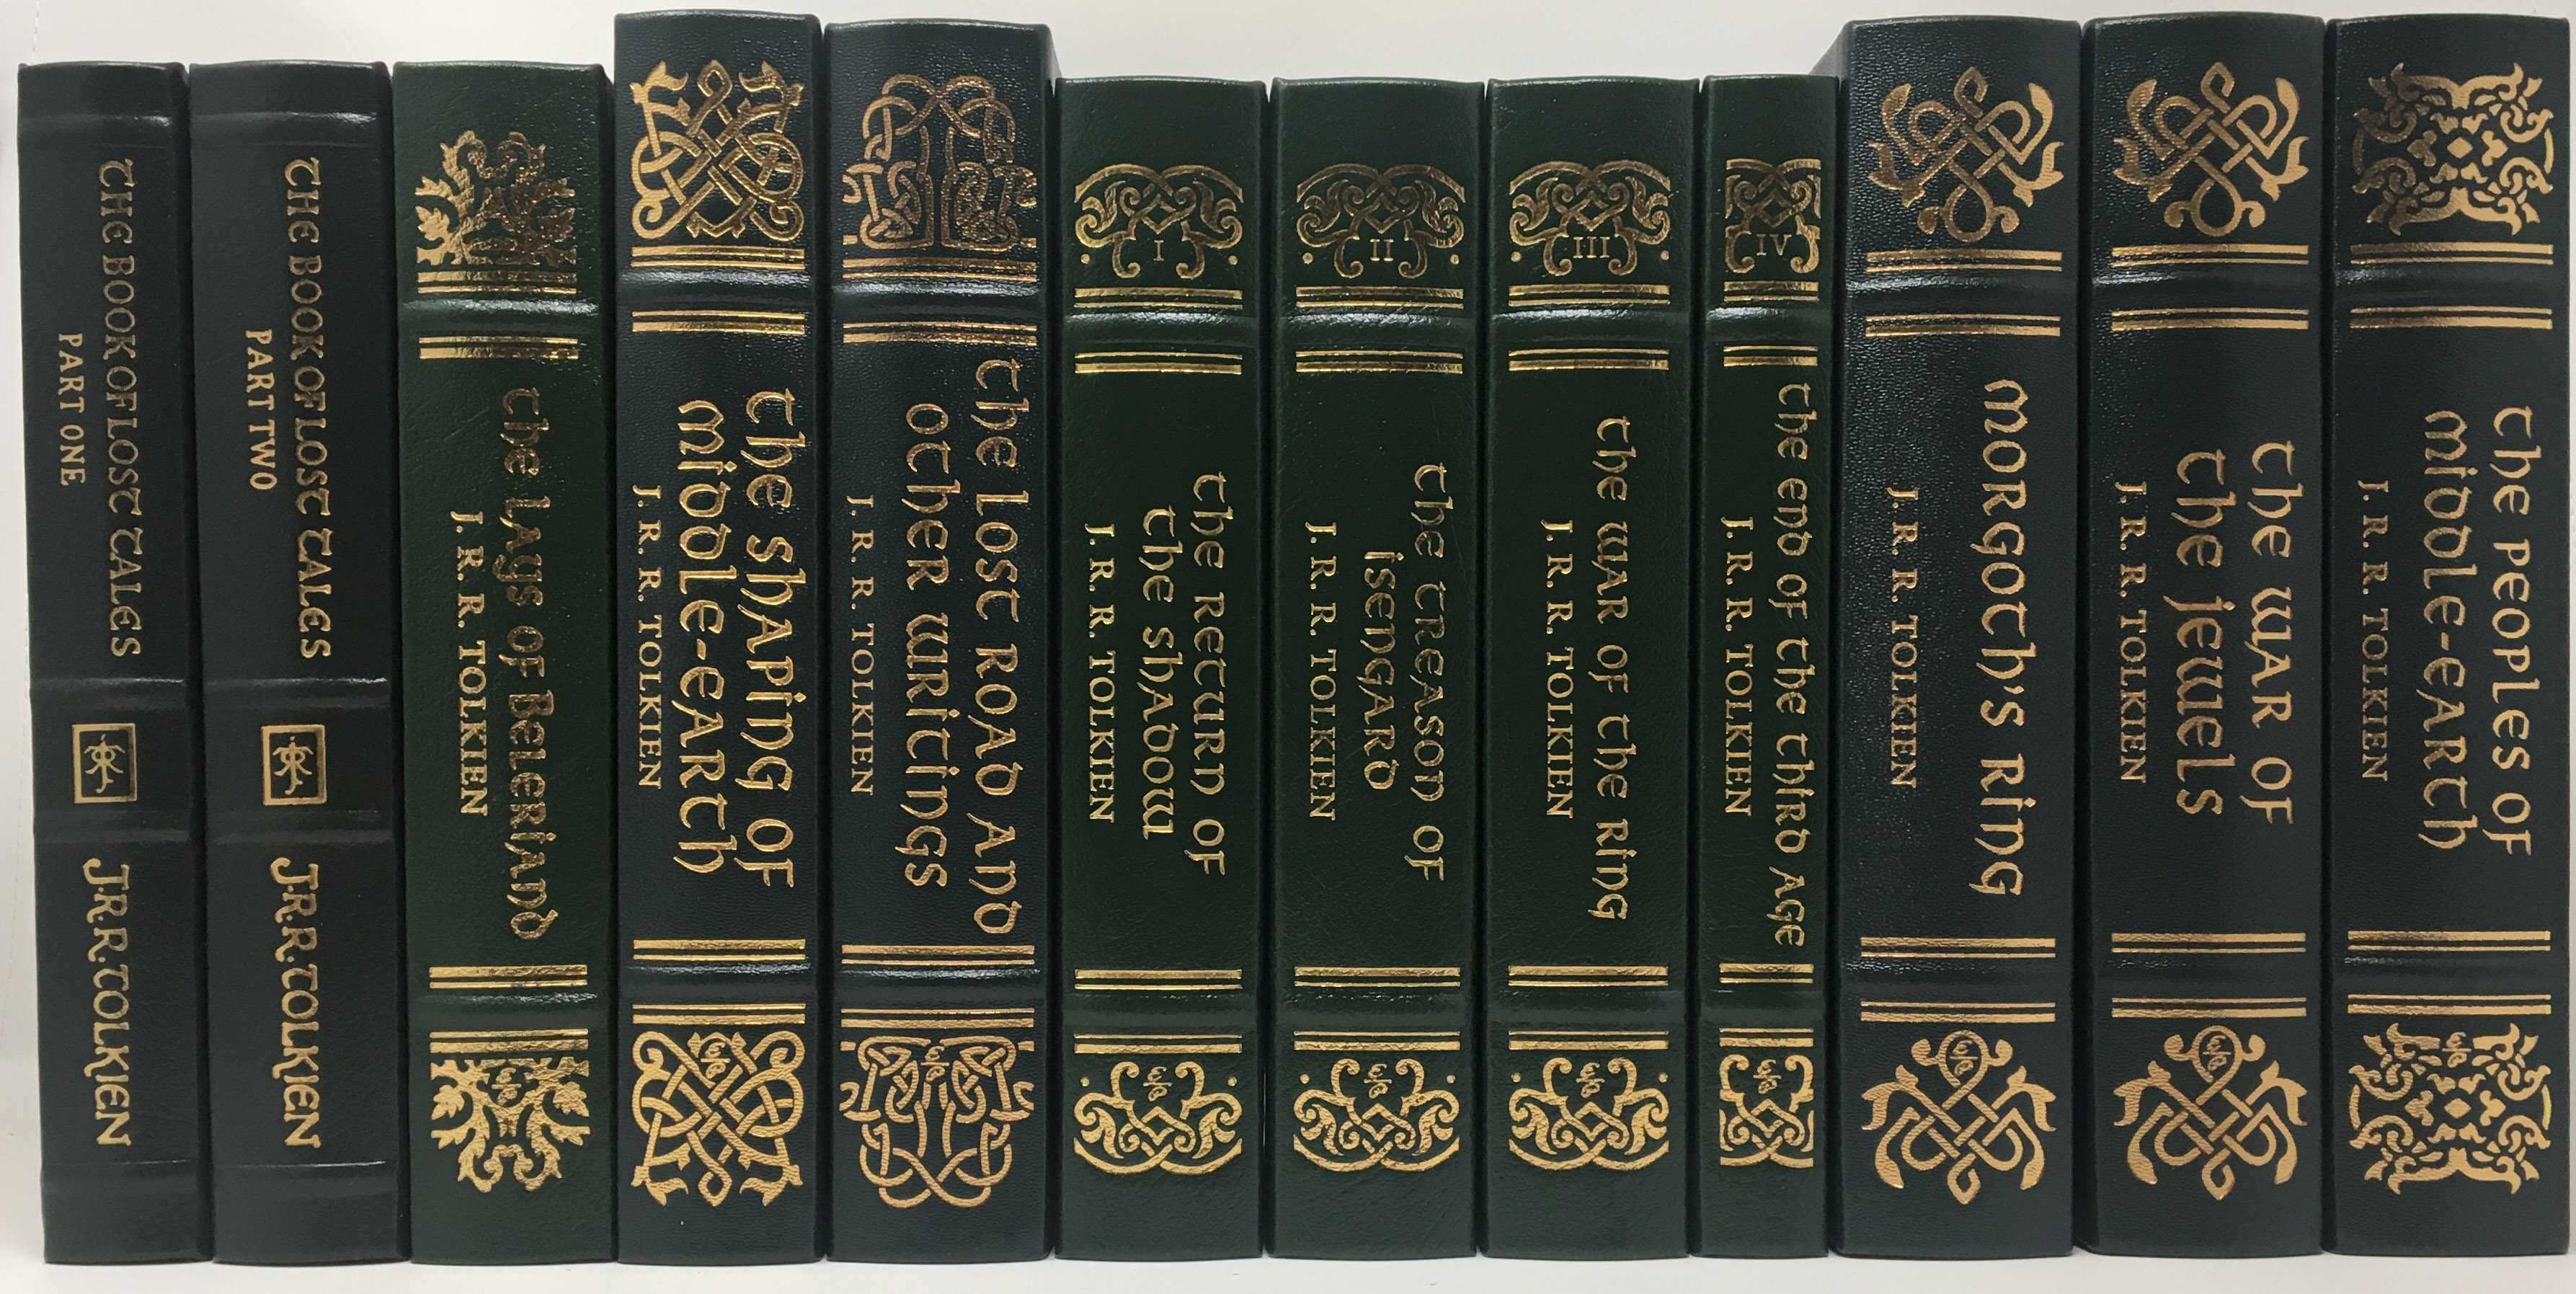 THE BOOK OF LOST TALES
PART ONE
J.R.R. TOLKIEN
THE BOOK OF LOST TALES
PART TWO
J.R.R. TOLKIEN
The Lays of Beleriand
J. R. R. TOLKIEN
The Shaping of
Middle-Earth
J. R. R. TOLKIEN
The Lost Road and
Other Writings
J. R. R. TOLKIEN
I
The Return of
the Shadow
J. R. R. TOLKIEN
II
The Treason of
Isengard
J. R. R. TOLKIEN
III
The War of the Ring
J. R. R. TOLKIEN
IV
The End of the Third Age
J. R. R. TOLKIEN
Morgoth's Ring
J. R. R. TOLKIEN
The War of
the Jewels
J. R. R. TOLKIEN
The Peoples of
Middle-Earth
J. R. R. TOLKIEN